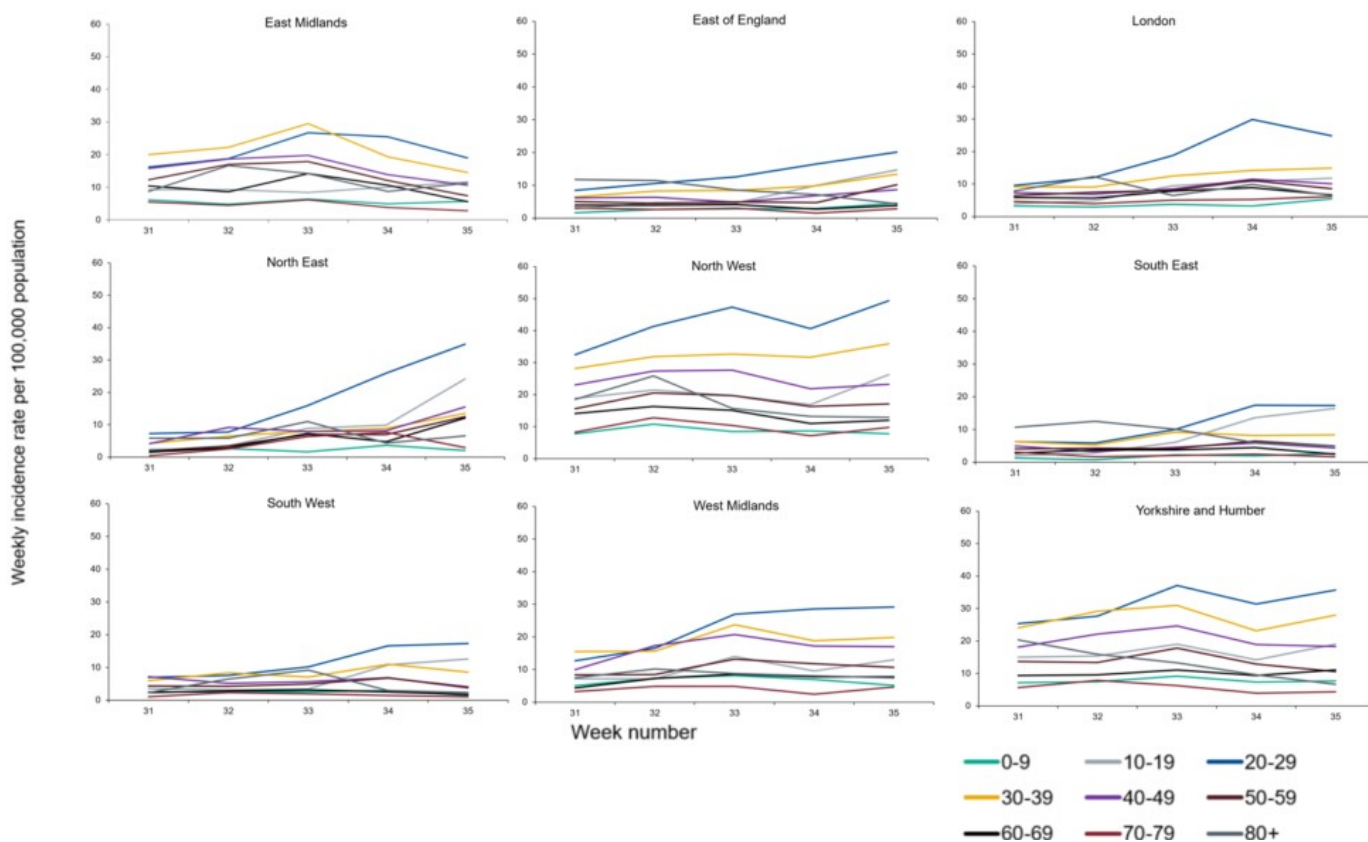 Weekly incidence rate per 100,000 population
East Midlands
60
50
40
30
20
10
0
31 32 33 34 35
East of England
60
50
40
30
20
10
0
31 32 33 34 35
London
60
50
40
30
20
10
0
31 32 33 34 35
North East
60
50
40
30
20
10
0
31 32 33 34 35
North West
60
50
40
30
20
10
0
31 32 33 34 35
South East
60
50
40
30
20
10
0
31 32 33 34 35
South West
60
50
40
30
20
10
0
31 32 33 34 35
West Midlands
60
50
40
30
20
10
0
31 32 33 34 35
Yorkshire and Humber
60
50
40
30
20
10
0
31 32 33 34 35
Week number
0-9 10-19 20-29
30-39 40-49 50-59
60-69 70-79 80+